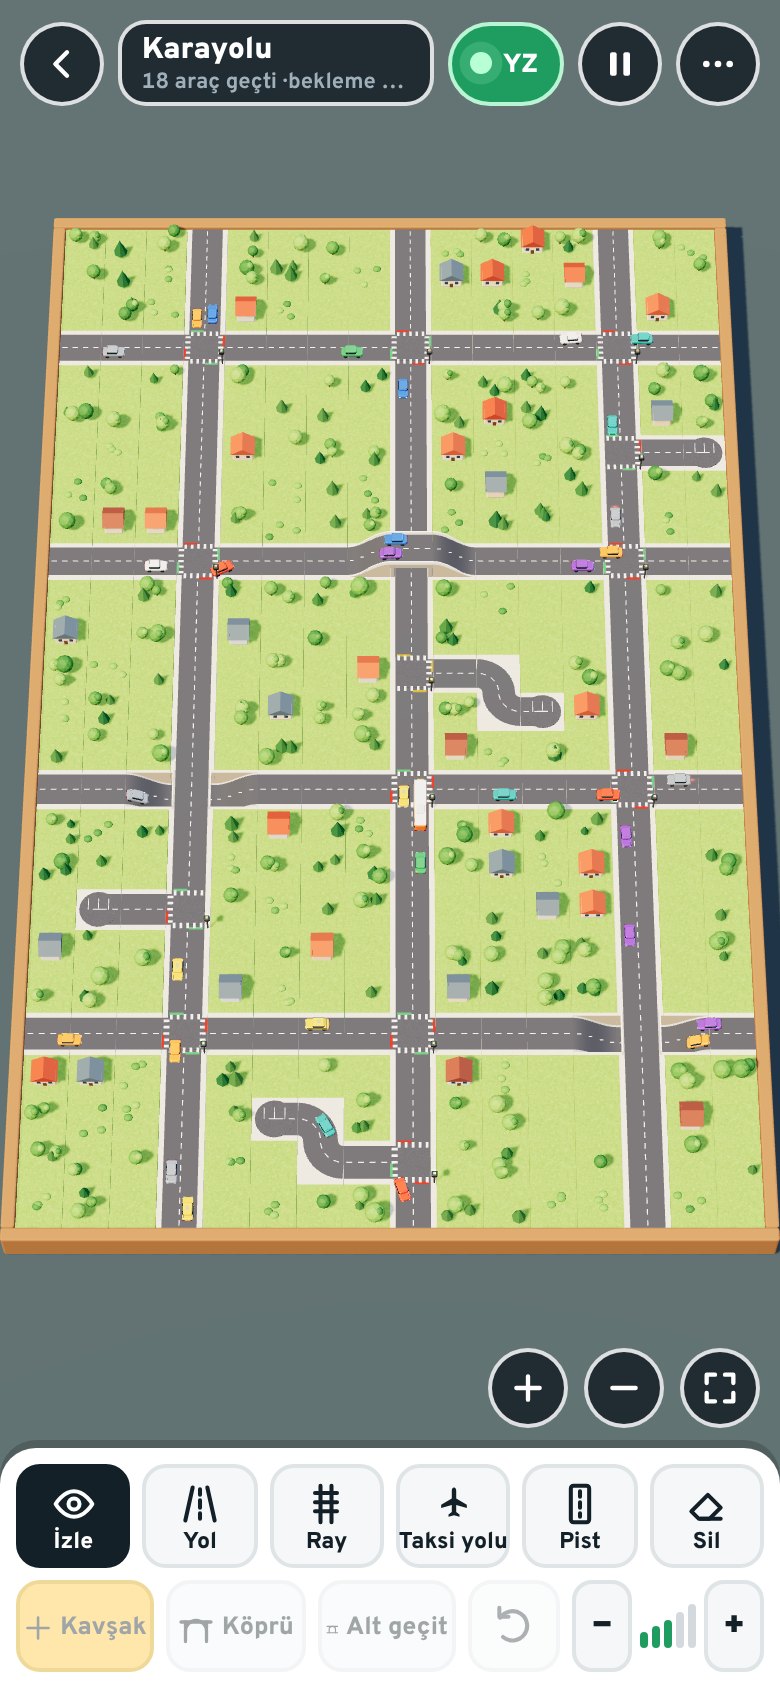 Karayolu
18 araç geçti ·bekleme ...
YZ
İzle
Yol
Ray
Taksi yolu
Pist
Sil
+ Kavşak
Köprü
Alt geçit